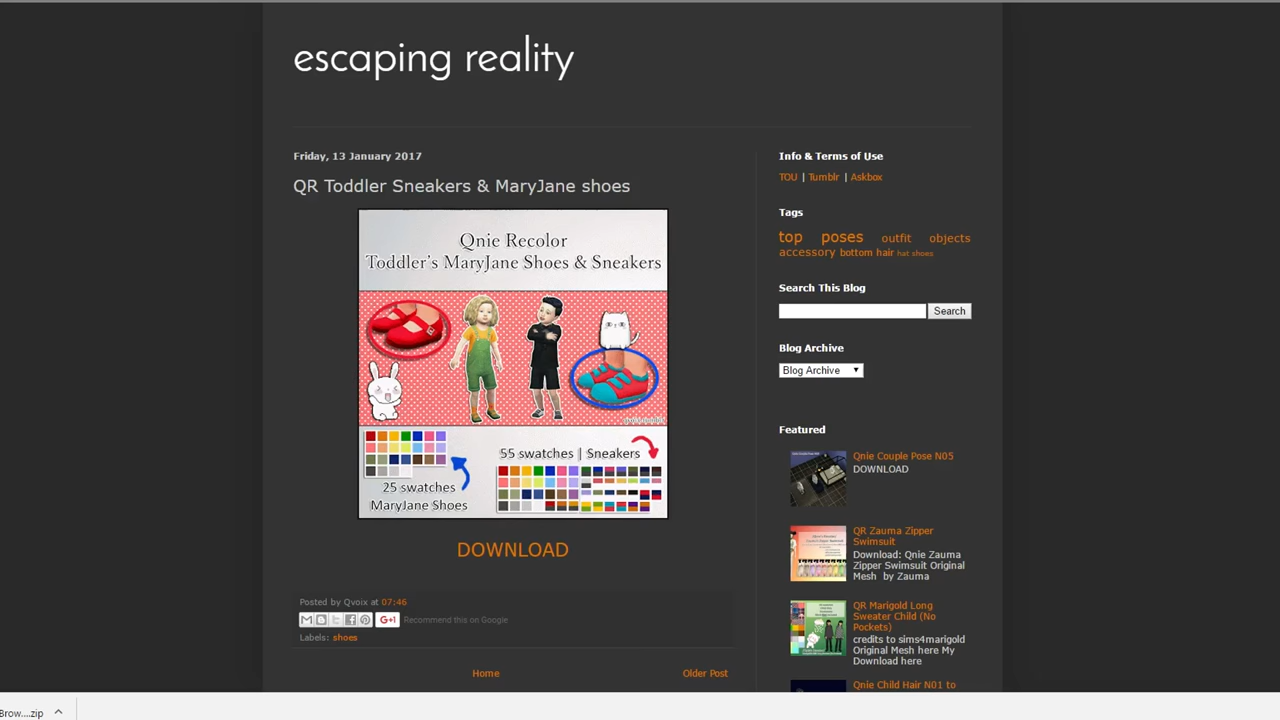 escaping reality
Friday, 13 January 2017
QR Toddler Sneakers & MaryJane shoes
Qnie Recolor
Toddler's MaryJane Shoes & Sneakers
55 swatches | Sneakers
25 swatches
MaryJane Shoes
DOWNLOAD
Posted by Qvoix at 07:46
G+1 Recommend this on Google
Labels: shoes
Home Older Post
Info & Terms of Use
TOU | Tumblr | Askbox
Tags
top poses outfit objects
accessory bottom hair hat shoes
Search This Blog
Search
Blog Archive
Blog Archive
Featured
Qnie Couple Pose N05
DOWNLOAD
QR Zauma Zipper
Swimsuit
Download: Qnie Zauma
Zipper Swimsuit Original
Mesh by Zauma
QR Marigold Long
Sweater Child (No
Pockets)
credits to sims4marigold
Original Mesh here My
Download here
Qnie Child Hair N01 to
Brow....zip